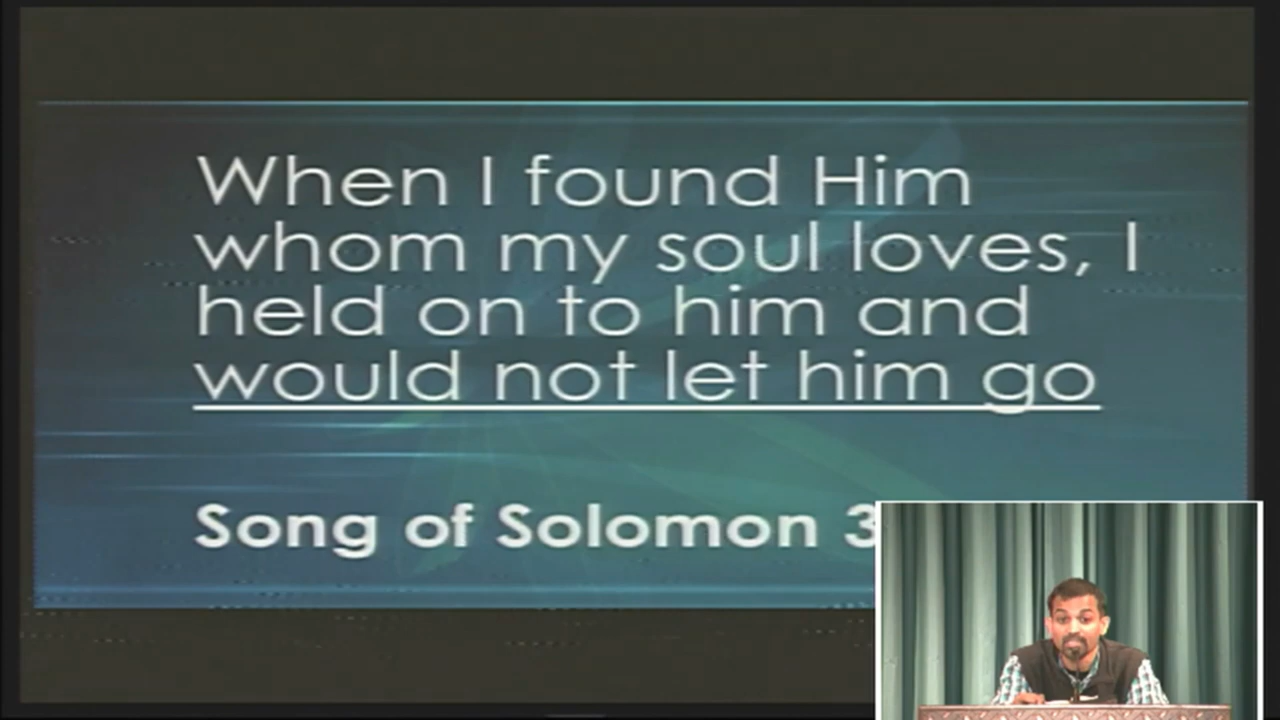 When I found Him
whom my soul loves, I
held on to him and
would not let him go
Song of Solomon 3